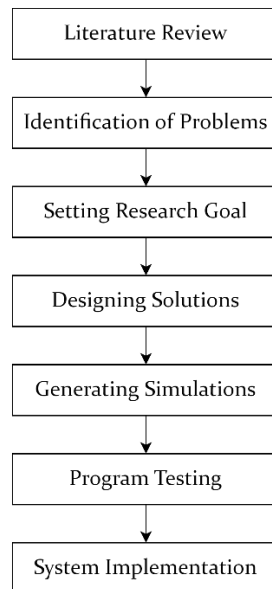 Literature Review
Identification of Problems
Setting Research Goal
Designing Solutions
Generating Simulations
Program Testing
System Implementation